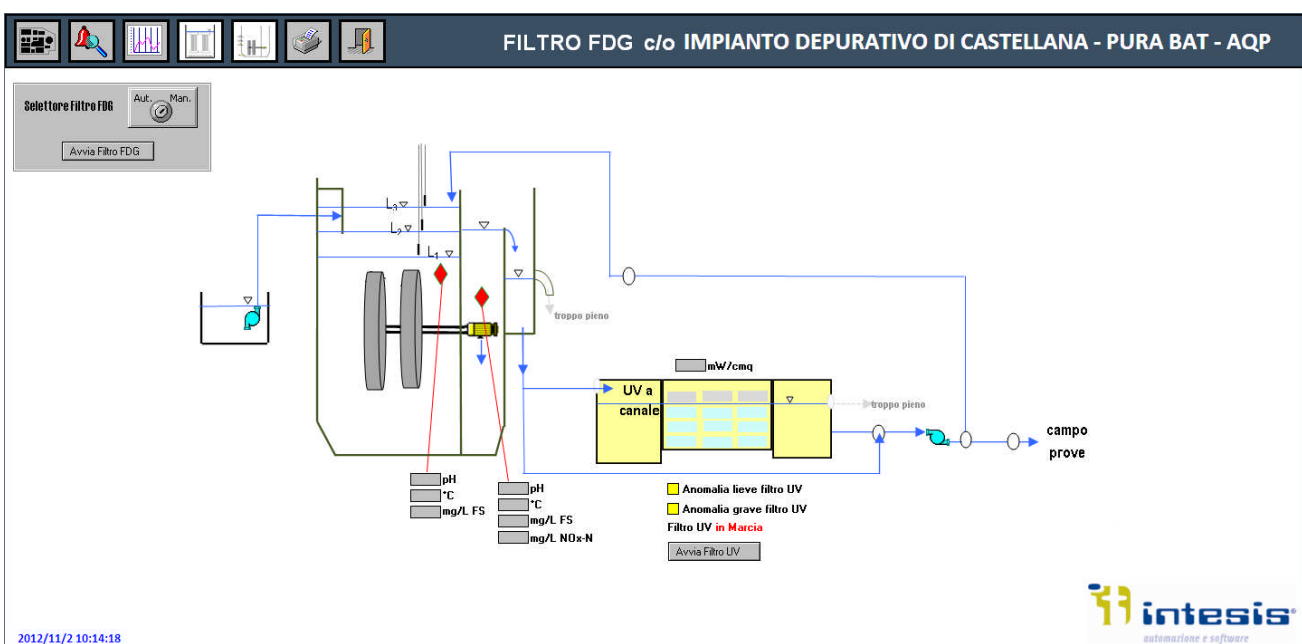 FILTRO FDG c/o IMPIANTO DEPURATIVO DI CASTELLANA - PURA BAT - AQP
Selettore Filtro FDG
Aut. Man.
Avvia Filtro FDG
L3
L2
L1
troppo pieno
mW/cmq
UV a
canale
troppo pieno
campo
prove
pH
°C
mg/L FS
pH
°C
mg/L FS
mg/L NOx-N
Anomalia lieve filtro UV
Anomalia grave filtro UV
Filtro UV in Marcia
Avvia Filtro UV
intesis
automazione e software
2012/11/2 10:14:18